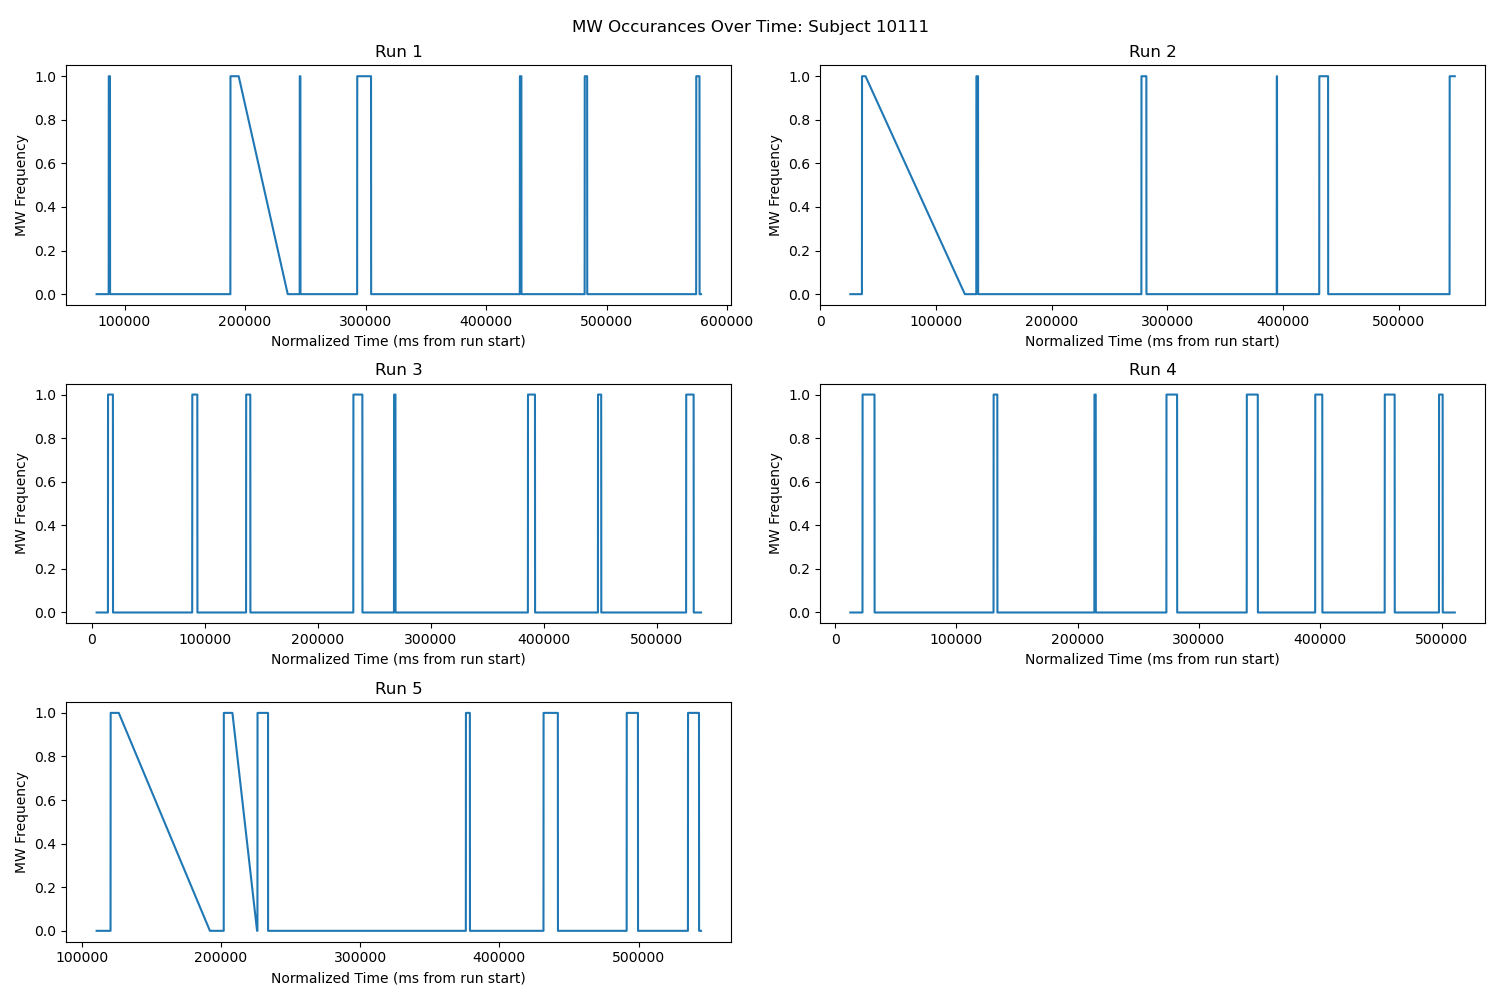 MW Occurances Over Time: Subject 10111
Run 1
MW Frequency
1.0
0.8
0.6
0.4
0.2
0.0
100000 200000 300000 400000 500000 600000
Normalized Time (ms from run start)
Run 2
MW Frequency
1.0
0.8
0.6
0.4
0.2
0.0
0 100000 200000 300000 400000 500000
Normalized Time (ms from run start)
Run 3
MW Frequency
1.0
0.8
0.6
0.4
0.2
0.0
0 100000 200000 300000 400000 500000
Normalized Time (ms from run start)
Run 4
MW Frequency
1.0
0.8
0.6
0.4
0.2
0.0
0 100000 200000 300000 400000 500000
Normalized Time (ms from run start)
Run 5
MW Frequency
1.0
0.8
0.6
0.4
0.2
0.0
100000 200000 300000 400000 500000
Normalized Time (ms from run start)